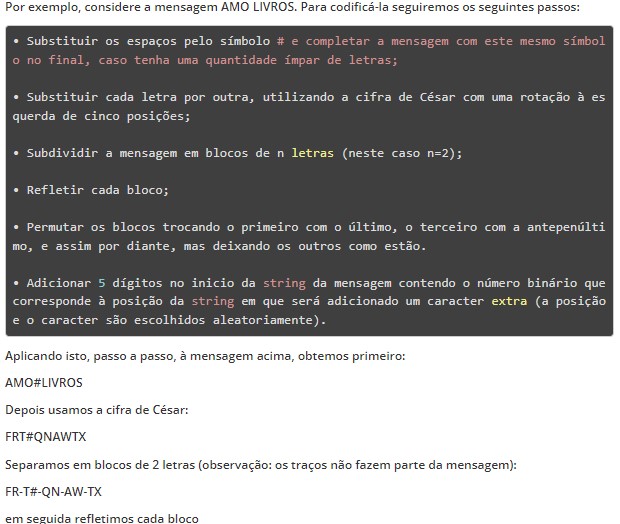 Por exemplo, considere a mensagem AMO LIVROS. Para codificá-la seguiremos os seguintes passos:
• Substituir os espaços pelo símbolo # e completar a mensagem com este mesmo símbol
o no final, caso tenha uma quantidade ímpar de letras;
• Substituir cada letra por outra, utilizando a cifra de César com uma rotação à es
querda de cinco posições;
• Subdividir a mensagem em blocos de n letras (neste caso n=2);
• Refletir cada bloco;
• Permutar os blocos trocando o primeiro com o último, o terceiro com a antepenúlti
mo, e assim por diante, mas deixando os outros como estão.
• Adicionar 5 dígitos no inicio da string da mensagem contendo o número binário que
corresponde à posição da string em que será adicionado um caracter extra (a posição
e o caracter são escolhidos aleatoriamente).
Aplicando isto, passo a passo, à mensagem acima, obtemos primeiro:
AMO#LIVROS
Depois usamos a cifra de César:
FRT#QNAWTX
Separamos em blocos de 2 letras (observação: os traços não fazem parte da mensagem):
FR-T#-QN-AW-TX
em seguida refletimos cada bloco